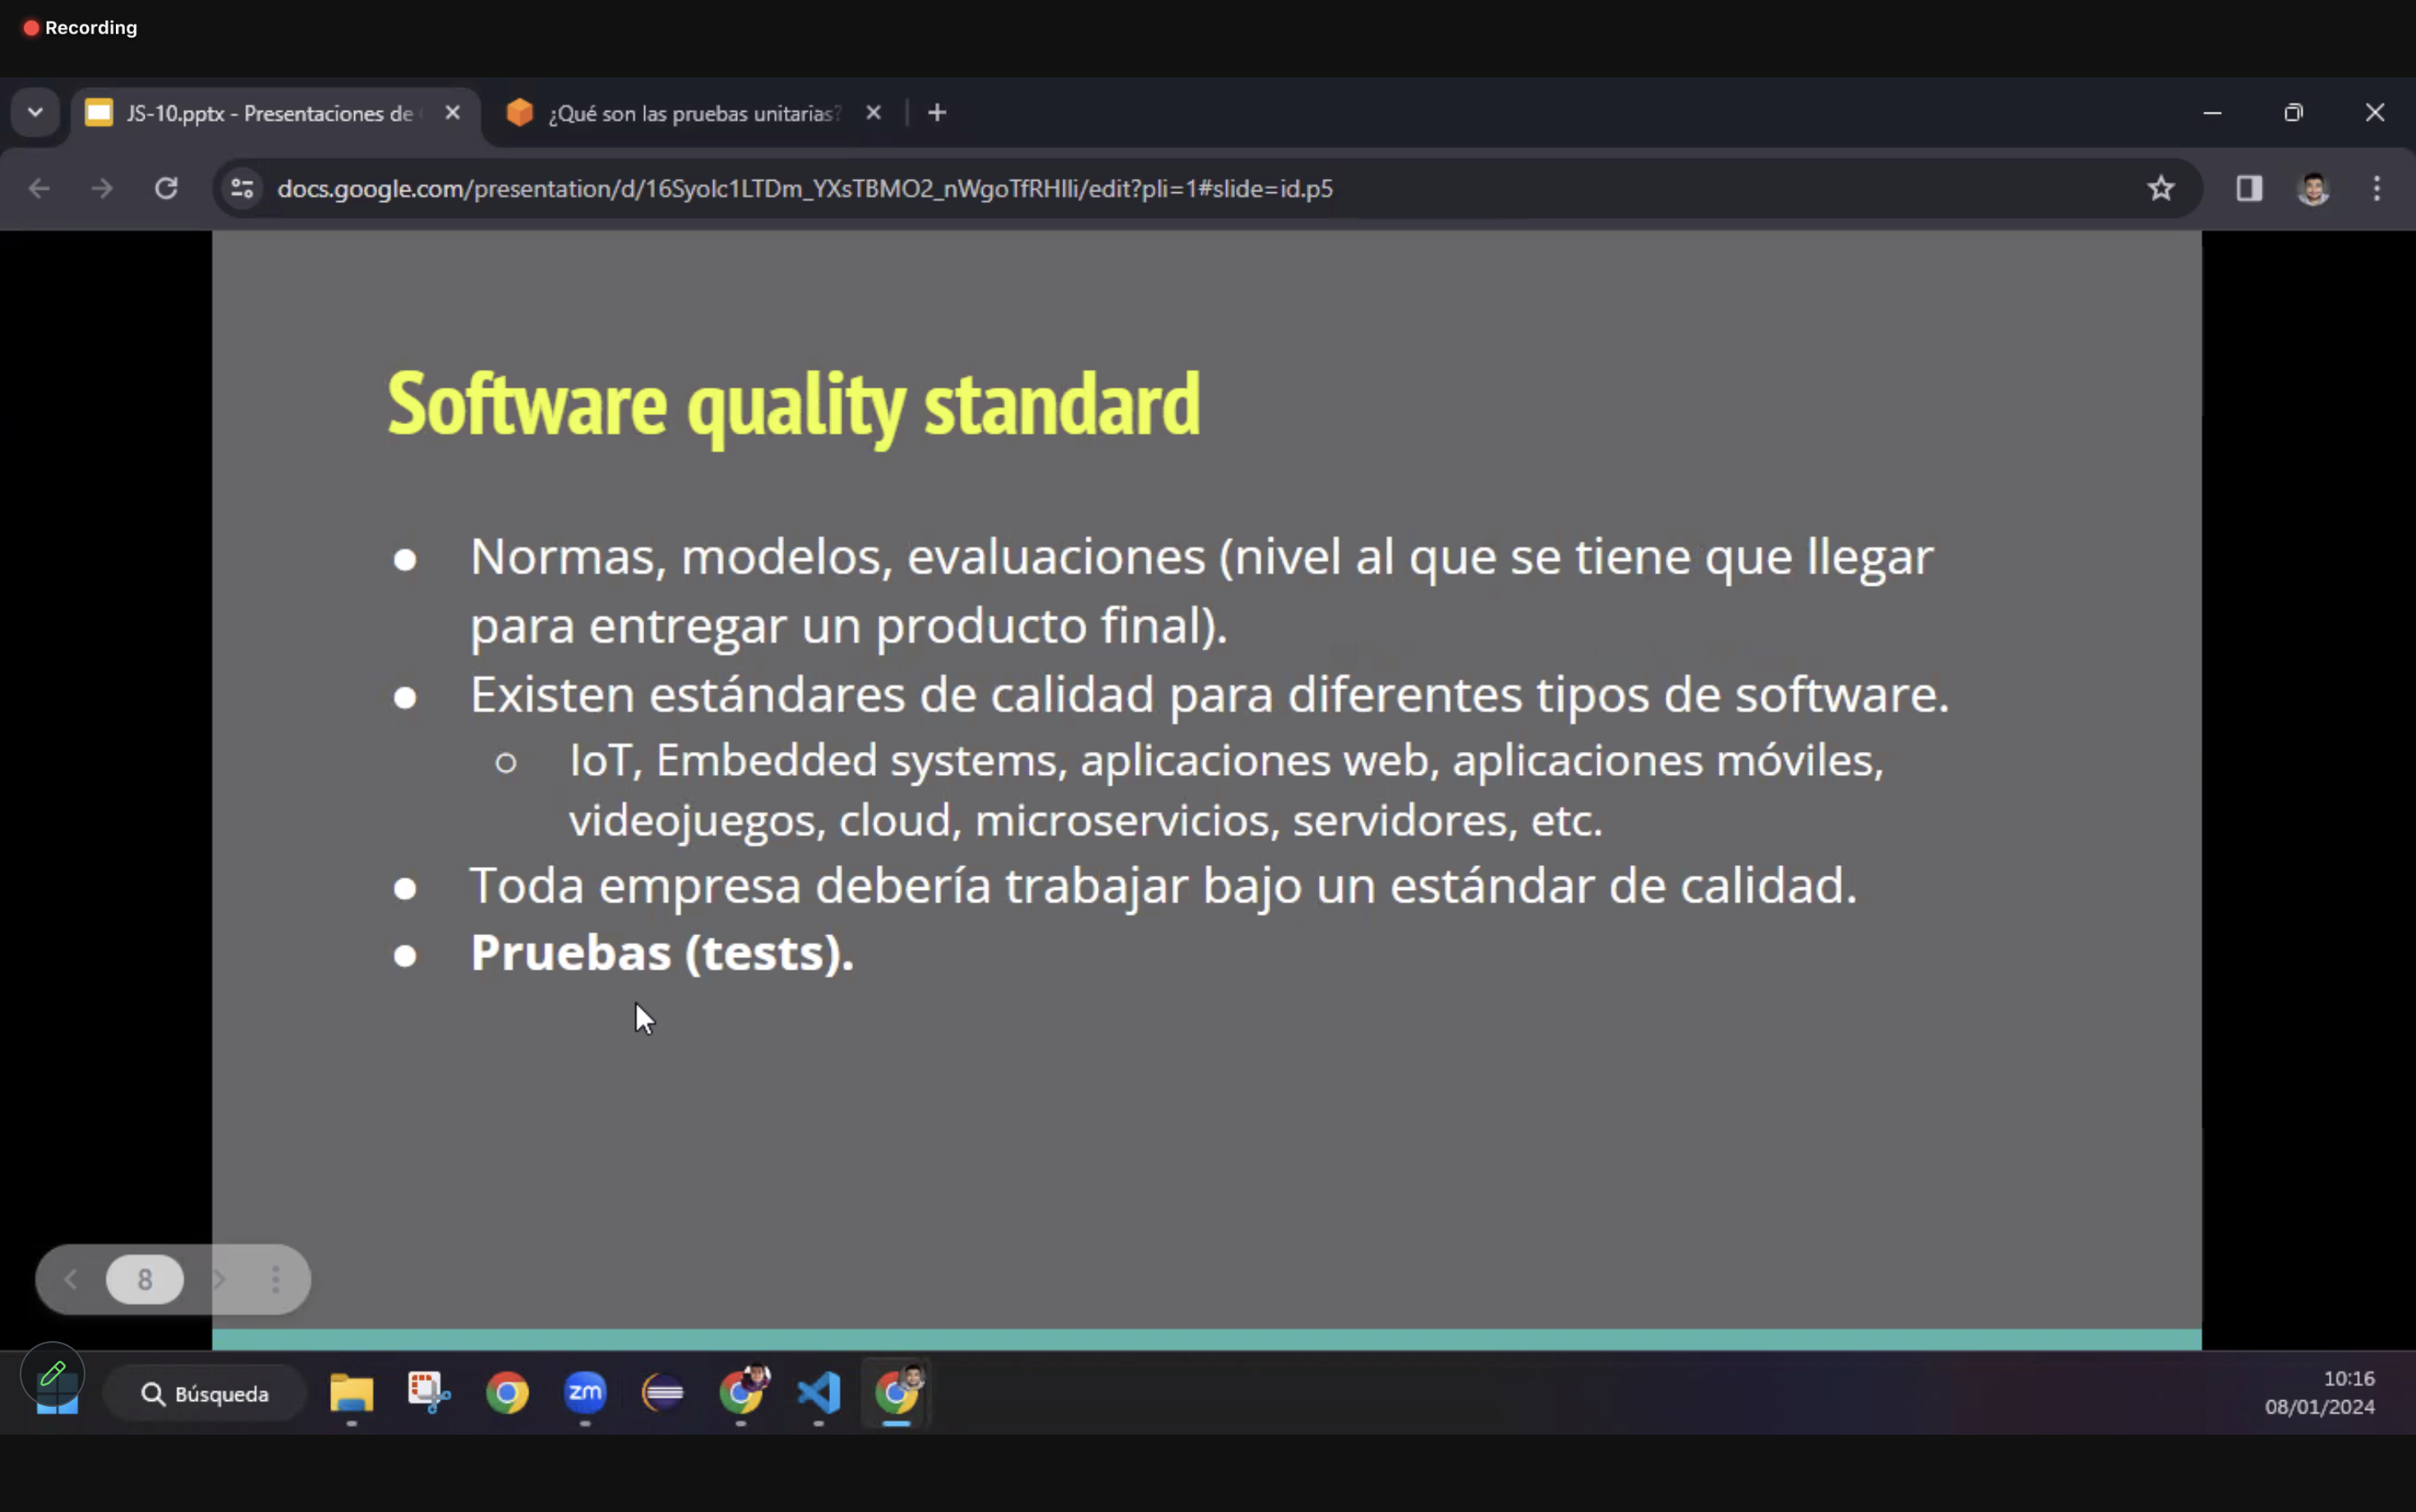 Recording
JS-10.pptx - Presentaciones de
¿Qué son las pruebas unitarias?
docs.google.com/presentation/d/16Syolc1LTDm_YXsTBMO2_nWgoTfRHlli/edit?pli=1#slide=id.p5
Software quality standard
● Normas, modelos, evaluaciones (nivel al que se tiene que llegar
para entregar un producto final).
● Existen estándares de calidad para diferentes tipos de software.
○ IoT, Embedded systems, aplicaciones web, aplicaciones móviles,
videojuegos, cloud, microservicios, servidores, etc.
● Toda empresa debería trabajar bajo un estándar de calidad.
● Pruebas (tests).
8
Búsqueda
zm
10:16
08/01/2024